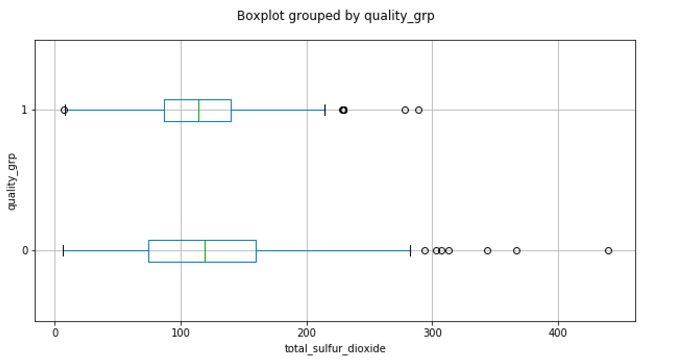 Boxplot grouped by quality_grp
1
quality_grp
0
0 100 200 300 400
total_sulfur_dioxide